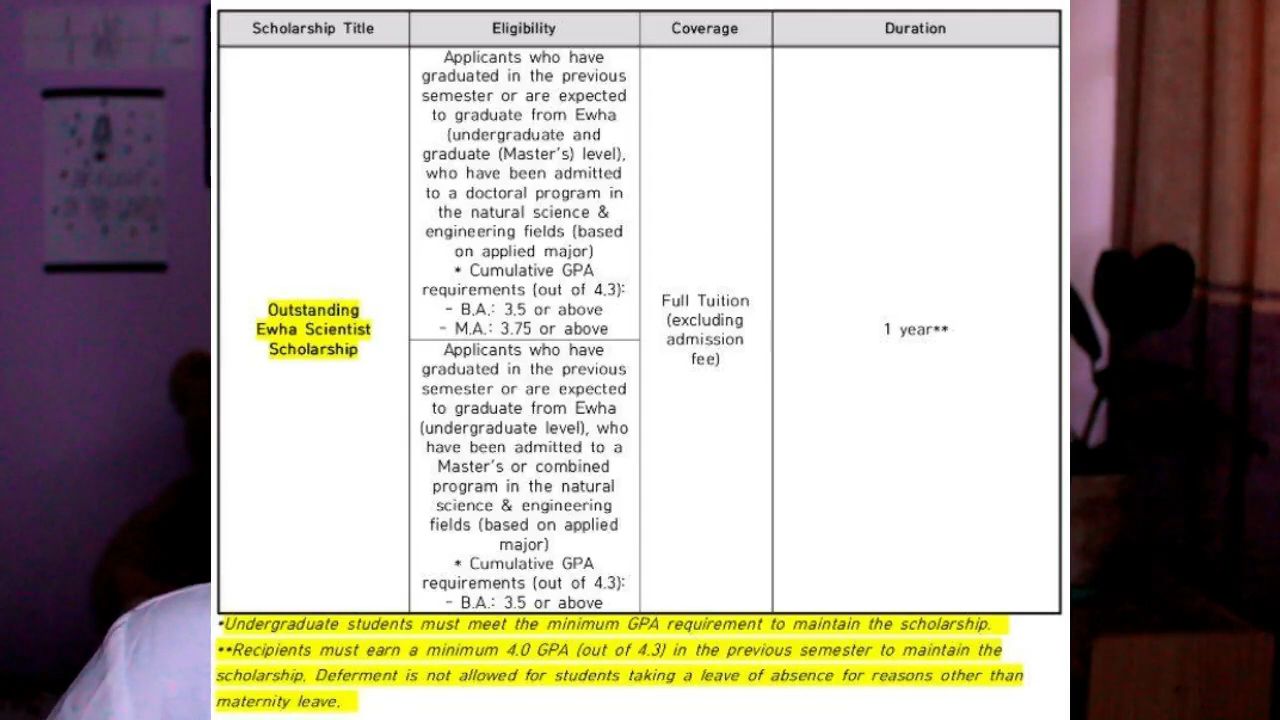 Scholarship Title Eligibility Coverage Duration
Outstanding
Ewha Scientist
Scholarship
Applicants who have
graduated in the previous
semester or are expected
to graduate from Ewha
(undergraduate and
graduate (Master's) level),
who have been admitted
to a doctoral program in
the natural science &
engineering fields (based
on applied major)
* Cumulative GPA
requirements (out of 4.3):
- B.A.: 3.5 or above
- M.A.: 3.75 or above
Applicants who have
graduated in the previous
semester or are expected
to graduate from Ewha
(undergraduate level), who
have been admitted to a
Master's or combined
program in the natural
science & engineering
fields (based on applied
major)
* Cumulative GPA
requirements (out of 4.3):
- B.A.: 3.5 or above
Full Tuition
(excluding
admission
fee)
1 year**
*Undergraduate students must meet the minimum GPA requirement to maintain the scholarship.
**Recipients must earn a minimum 4.0 GPA (out of 4.3) in the previous semester to maintain the
scholarship. Deferment is not allowed for students taking a leave of absence for reasons other than
maternity leave.